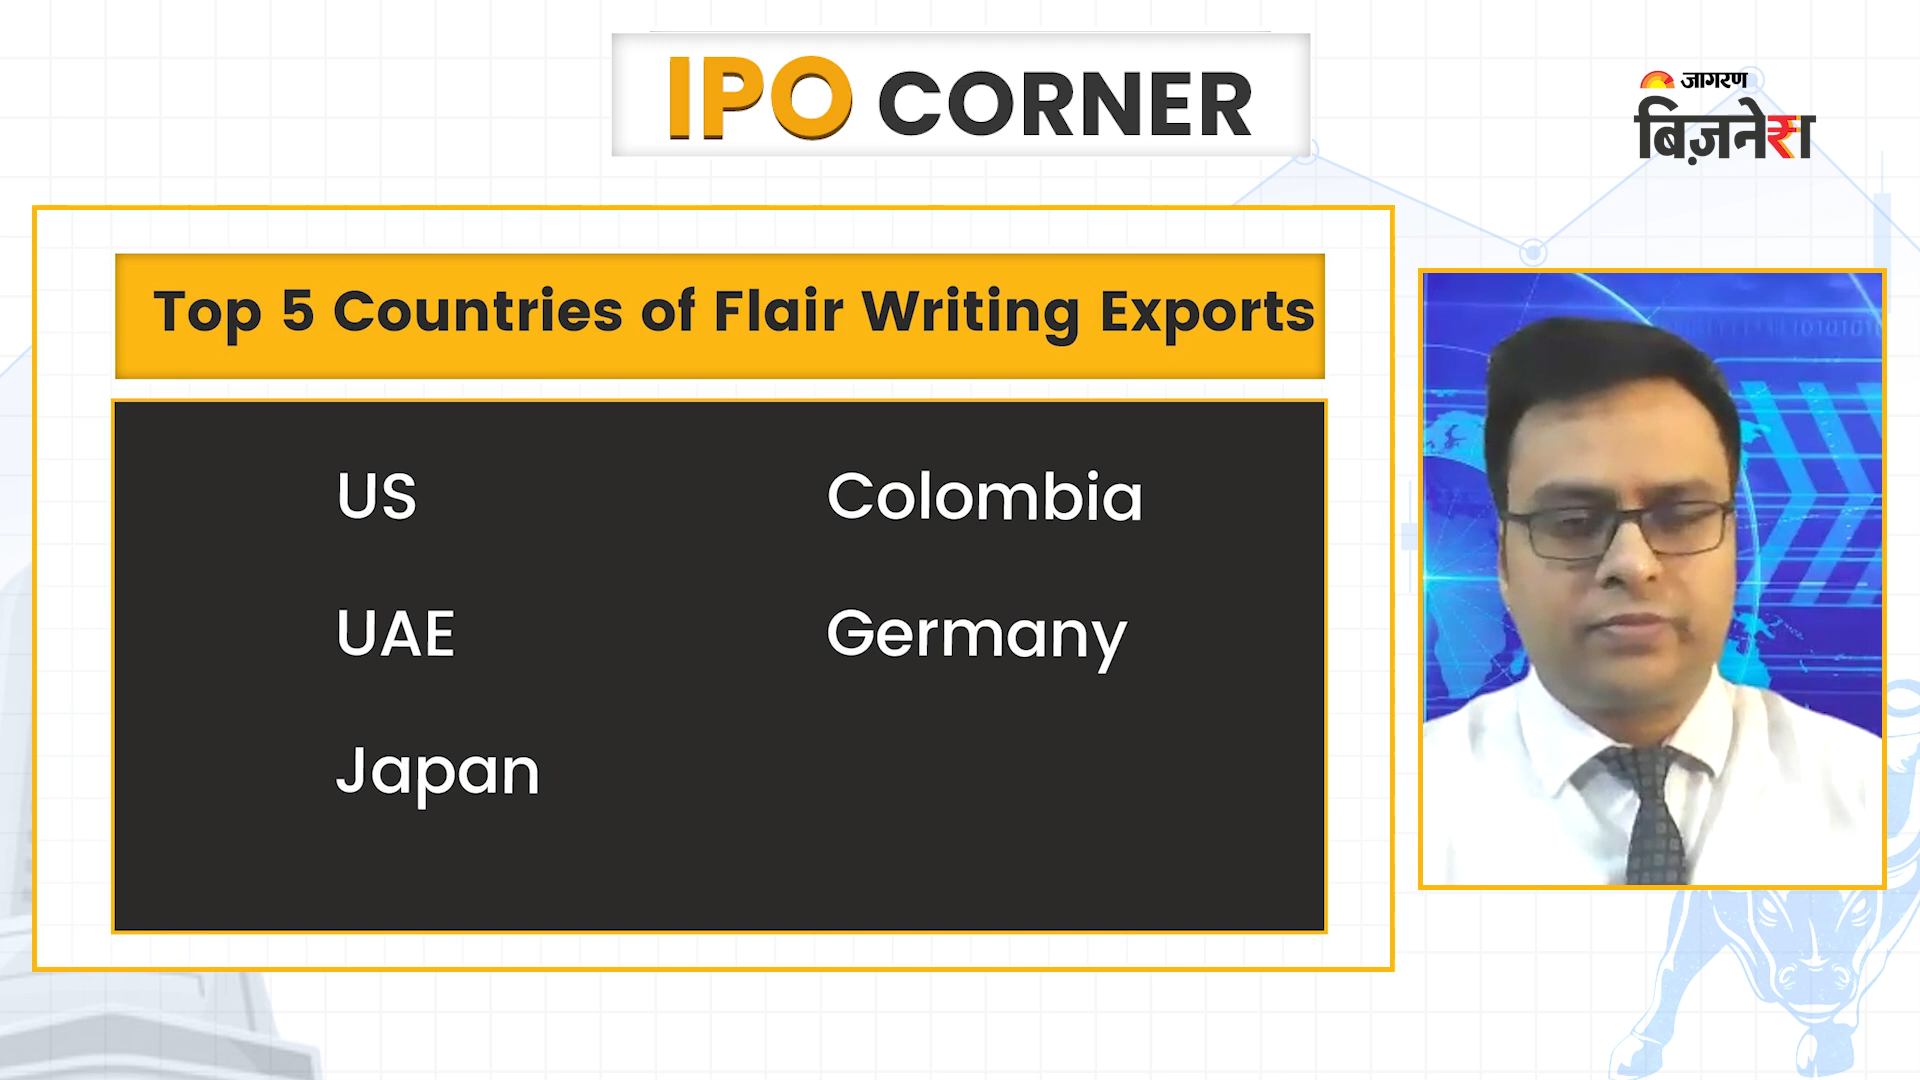 IPO CORNER
जागरण
बिज़नेस
Top 5 Countries of Flair Writing Exports
US
UAE
Japan
Colombia
Germany